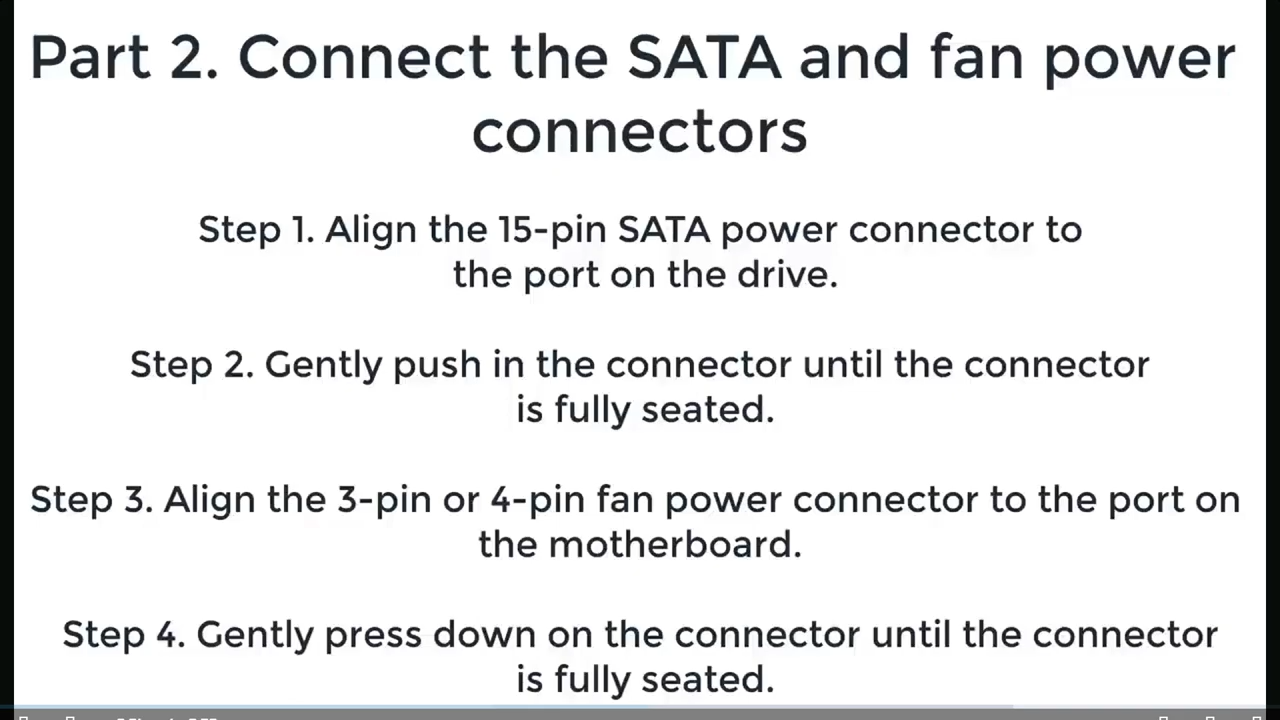 Part 2. Connect the SATA and fan power
connectors
Step 1. Align the 15-pin SATA power connector to
the port on the drive.
Step 2. Gently push in the connector until the connector
is fully seated.
Step 3. Align the 3-pin or 4-pin fan power connector to the port on
the motherboard.
Step 4. Gently press down on the connector until the connector
is fully seated.